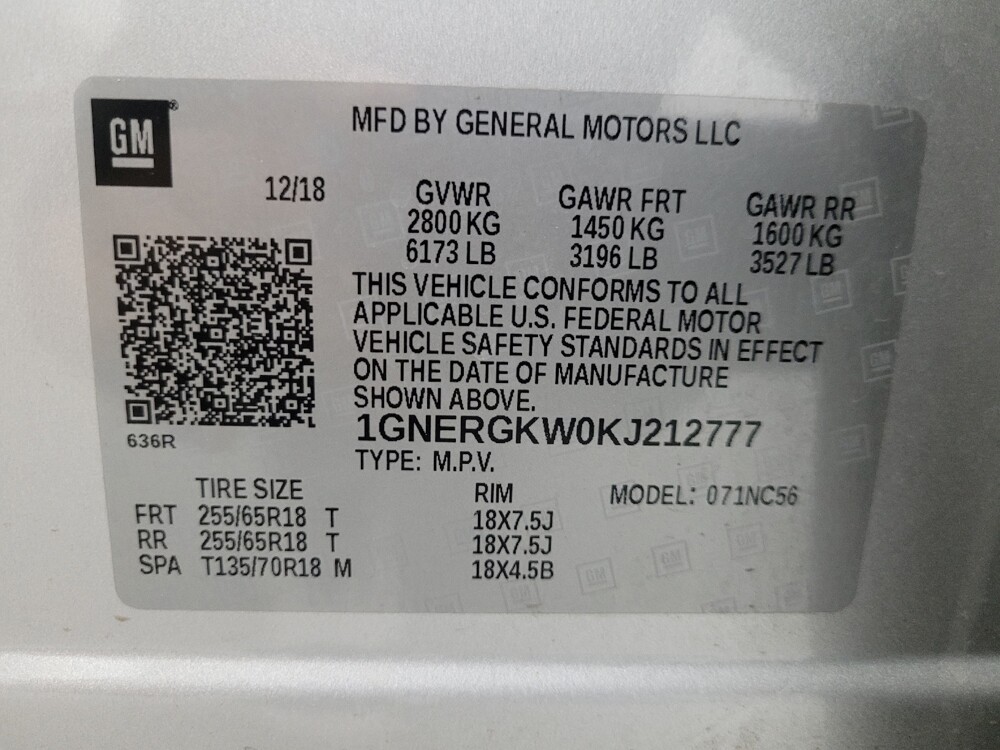 GM®
MFD BY GENERAL MOTORS LLC
12/18
GVWR GAWR FRT GAWR RR
2800 KG 1450 KG 1600 KG
6173 LB 3196 LB 3527 LB
THIS VEHICLE CONFORMS TO ALL
APPLICABLE U.S. FEDERAL MOTOR
VEHICLE SAFETY STANDARDS IN EFFECT
ON THE DATE OF MANUFACTURE
SHOWN ABOVE.
1GNERGKW0KJ212777
636R
TYPE: M.P.V.
TIRE SIZE RIM MODEL: 071NC56
FRT 255/65R18 T 18X7.5J
RR 255/65R18 T 18X7.5J
SPA T135/70R18 M 18X4.5B